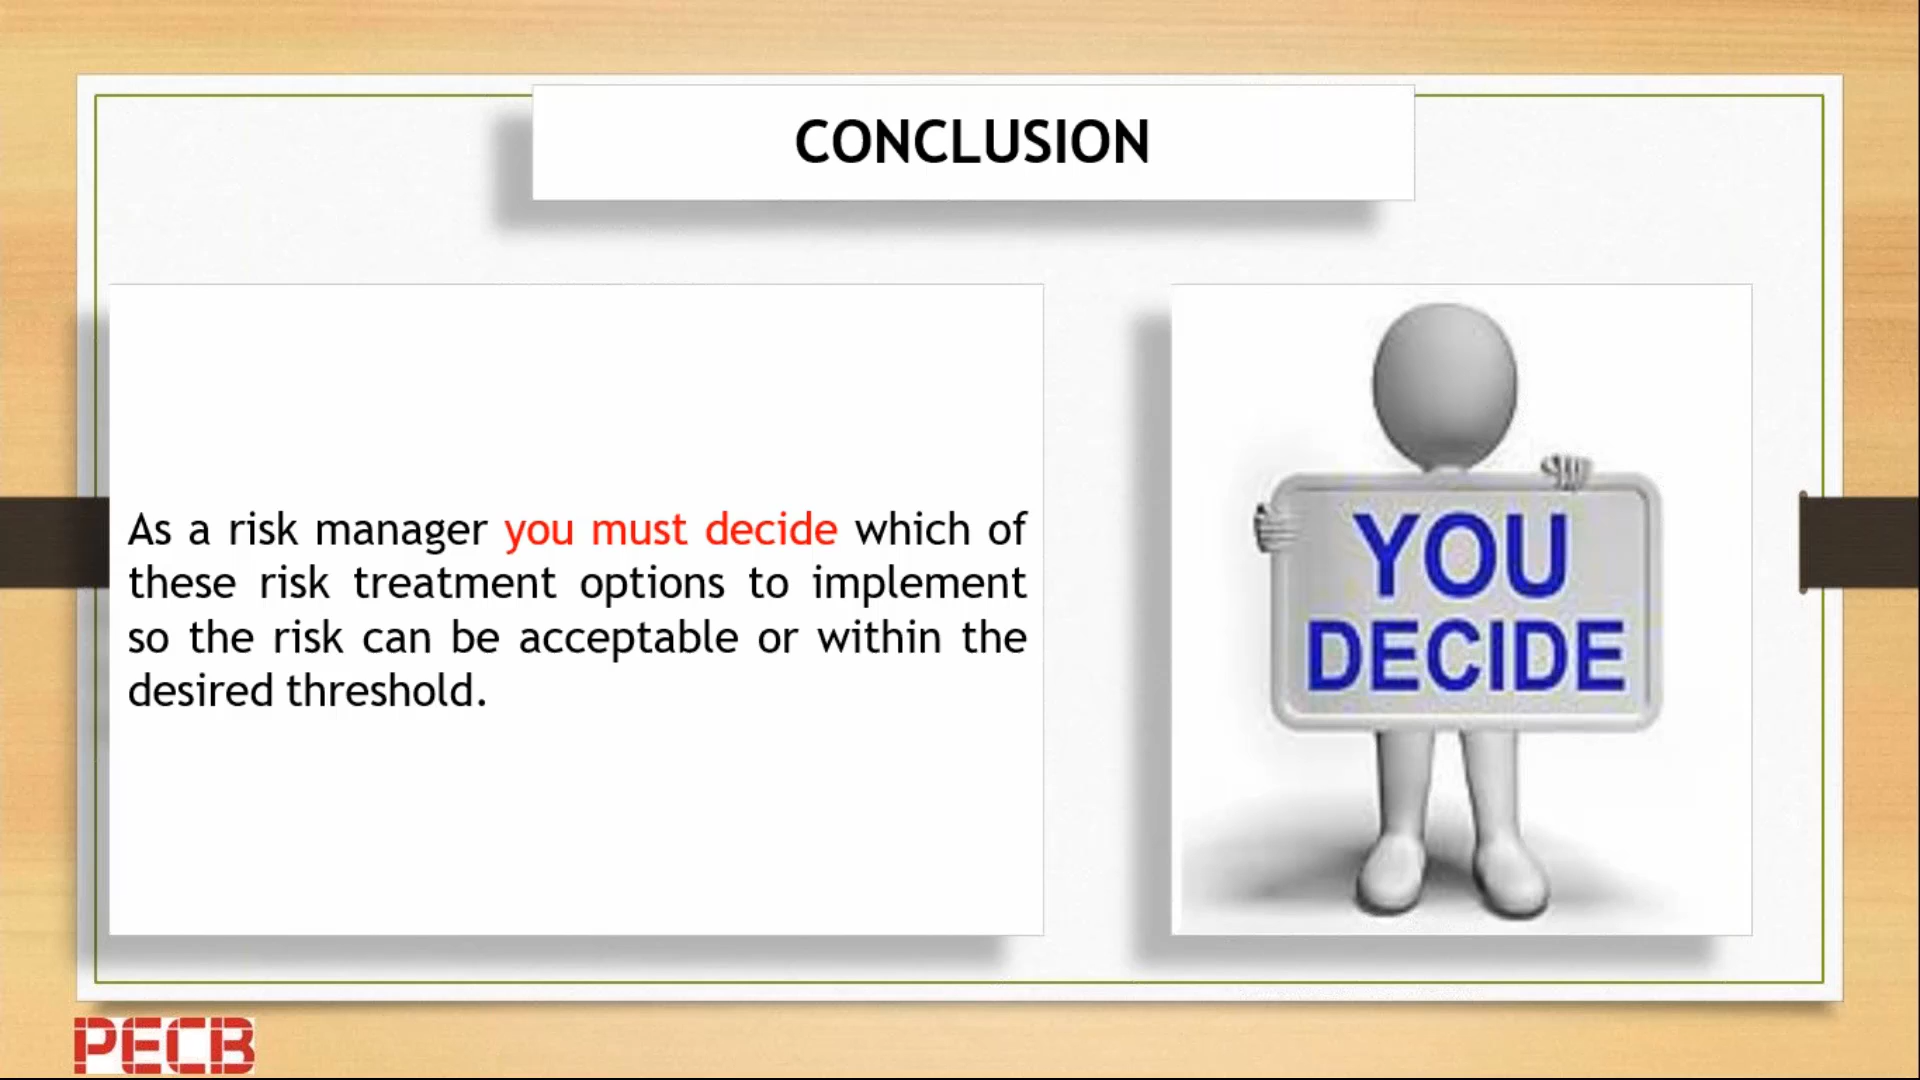 CONCLUSION
As a risk manager you must decide which of
these risk treatment options to implement
so the risk can be acceptable or within the
desired threshold.
YOU
DECIDE
PECB